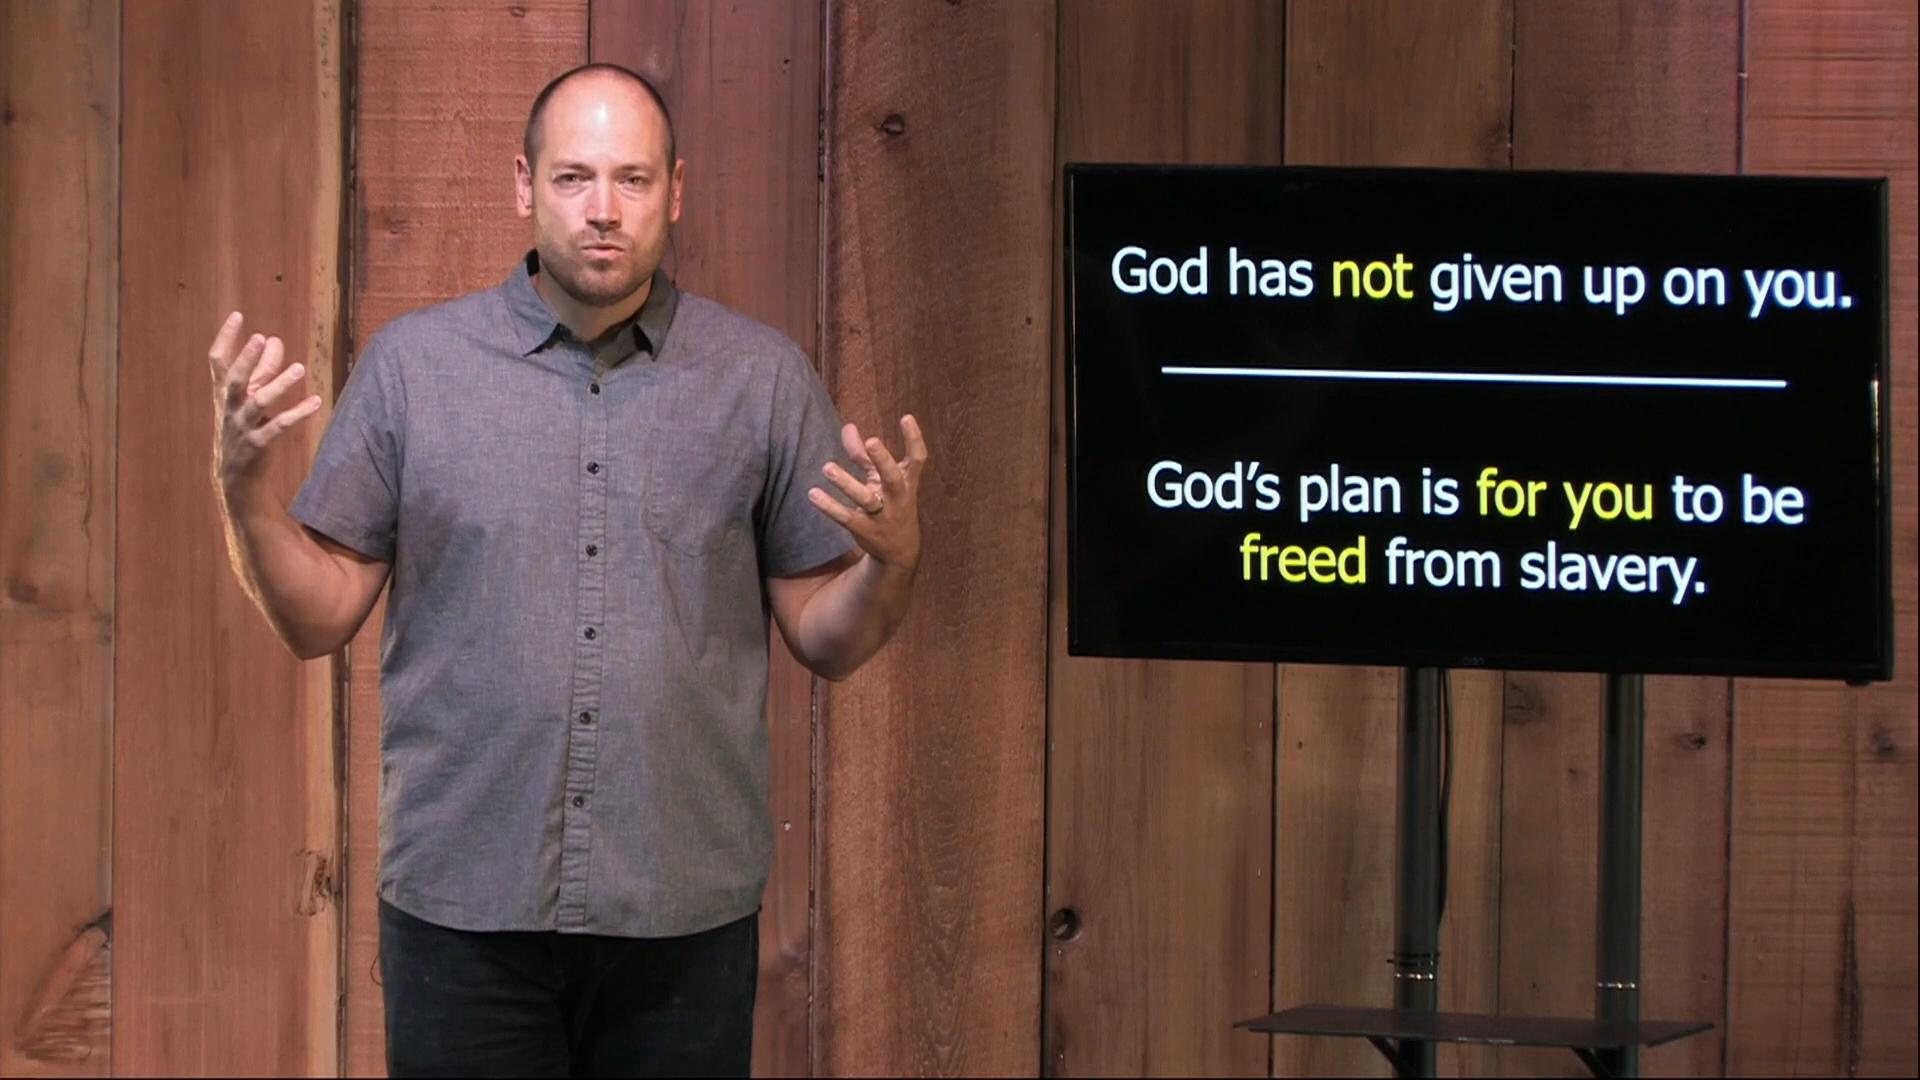 God has not given up on you.
God's plan is for you to be
freed from slavery.